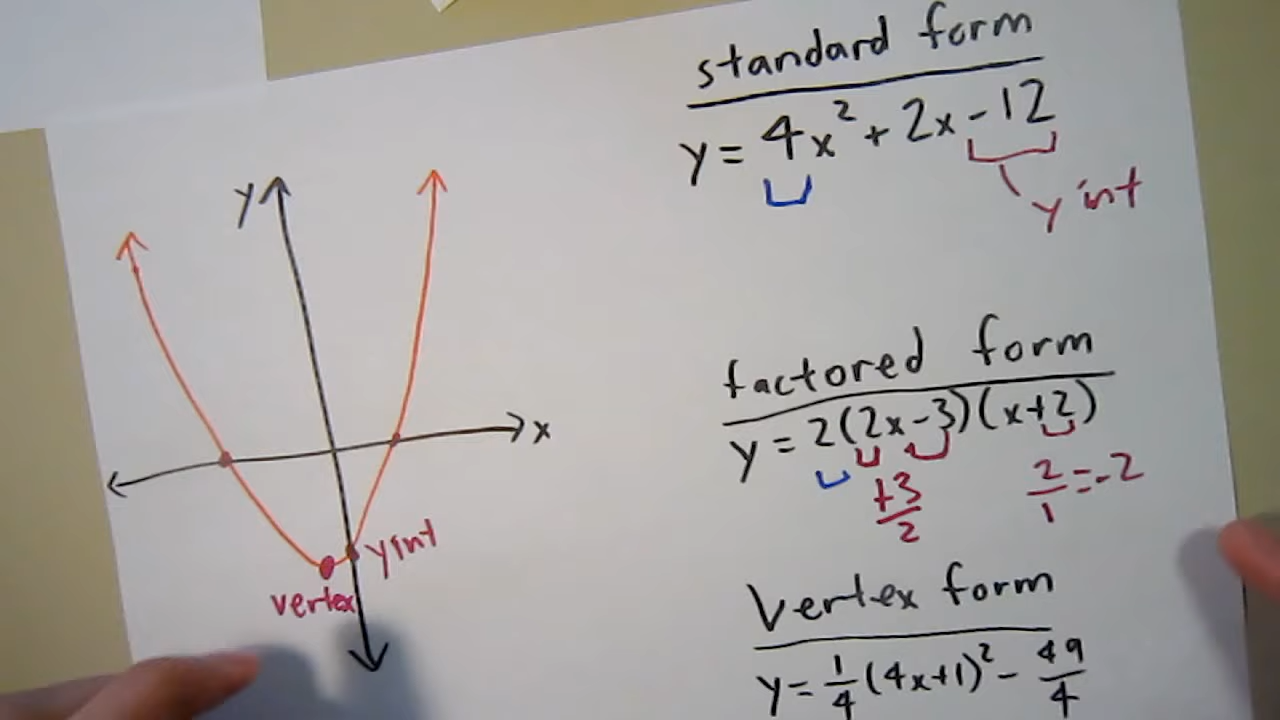 standard form
y = 4x² + 2x - 12
y int
factored form
y = 2(2x - 3)(x + 2)
+3/2
2/1 = -2
Vertex form
y = 1/4 (4x+1)² - 49/4
y
x
y int
vertex